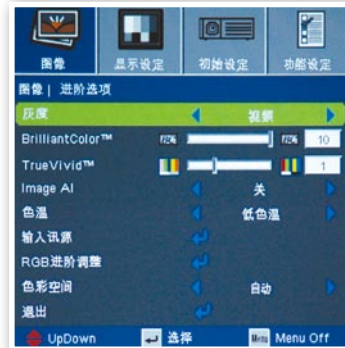 图像 显示设定 初始设定 功能设定
图像 | 进阶选项
灰度 视频
BrilliantColor™ 10
TrueVivid™ 1
Image AI 关
色温 低色温
输入讯源
RGB进阶调整
色彩空间 自动
退出
UpDown 选择 Menu Menu Off